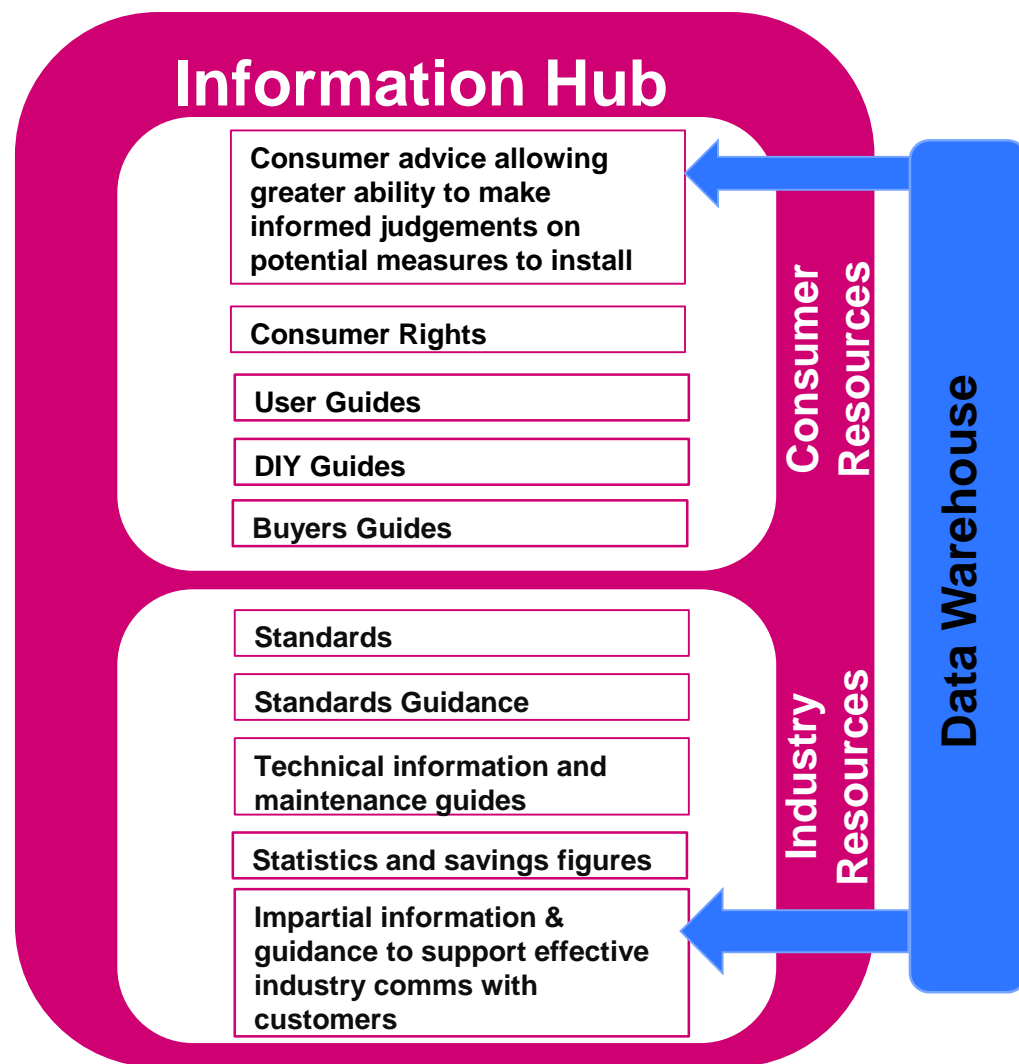 Information Hub
Consumer advice allowing
greater ability to make
informed judgements on
potential measures to install
Consumer Rights
User Guides
DIY Guides
Buyers Guides
Consumer
Resources
Standards
Standards Guidance
Technical information and
maintenance guides
Statistics and savings figures
Impartial information &
guidance to support effective
industry comms with
customers
Industry
Resources
Data Warehouse